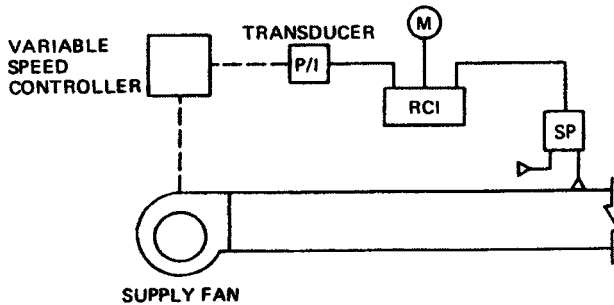 M
TRANSDUCER
VARIABLE
SPEED
CONTROLLER
P/I
RCI
SP
SUPPLY FAN